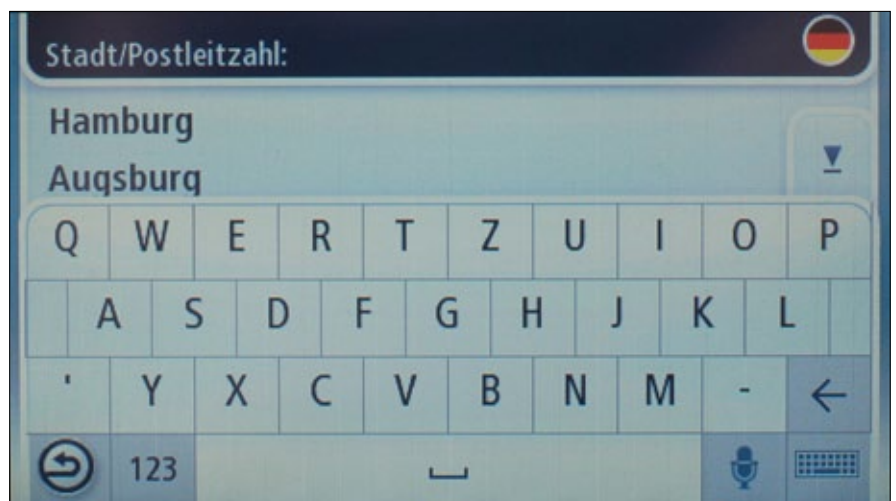 Stadt/Postleitzahl:
Hamburg
Augsburg
Q W E R T Z U I O P
A S D F G H J K L
' Y X C V B N M -
123